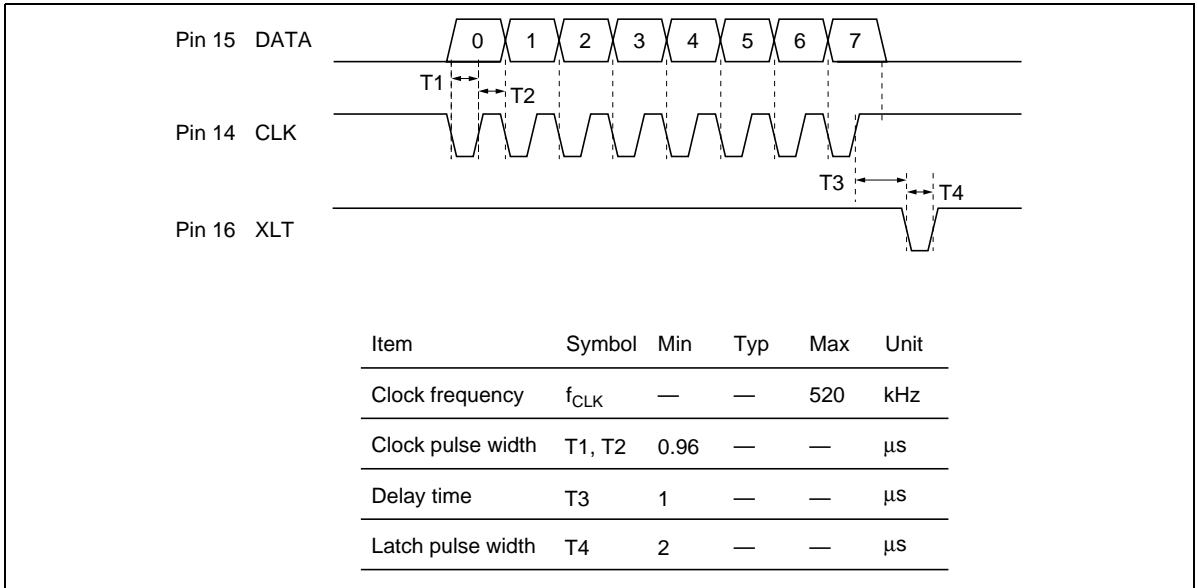 Pin 15 DATA 0 1 2 3 4 5 6 7
T1 T2
Pin 14 CLK
T3 T4
Pin 16 XLT
Item Symbol Min Typ Max Unit
Clock frequency fCLK — — 520 kHz
Clock pulse width T1, T2 0.96 — — μs
Delay time T3 1 — — μs
Latch pulse width T4 2 — — μs